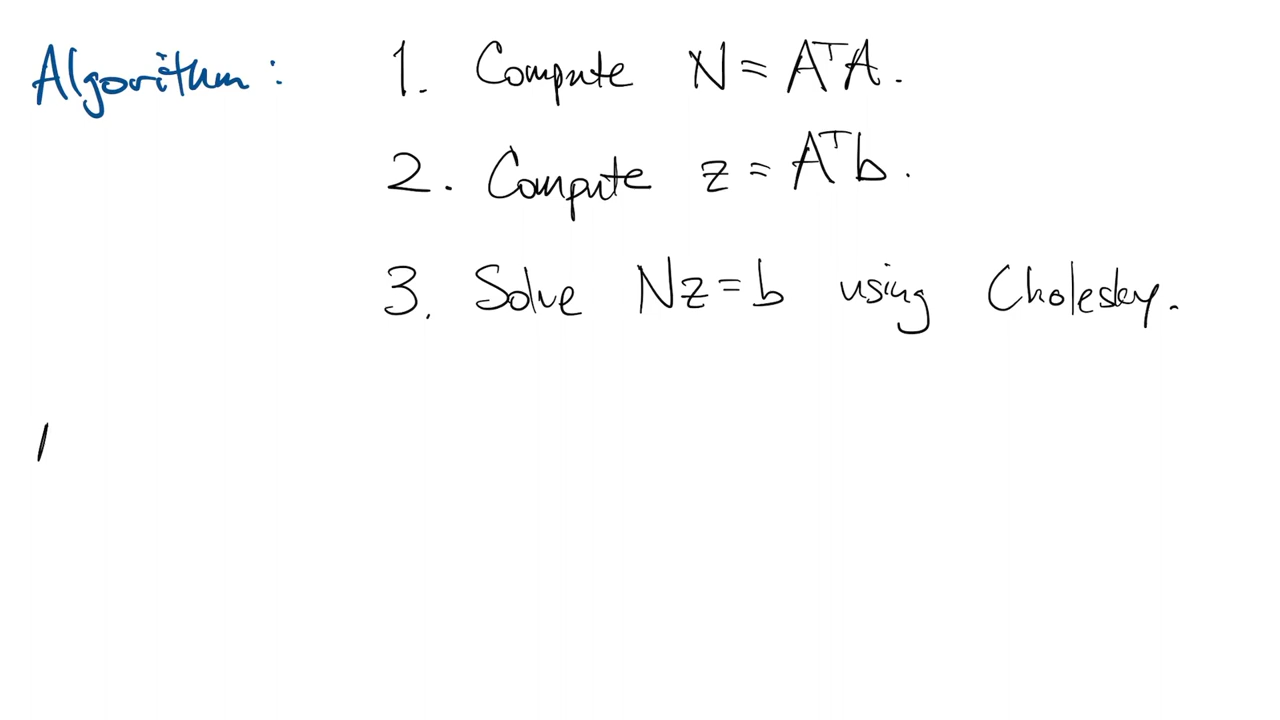 Algorithm: 1. Compute N = AᵀA.
2. Compute z = Aᵀb.
3. Solve Nz = b using Cholesky.